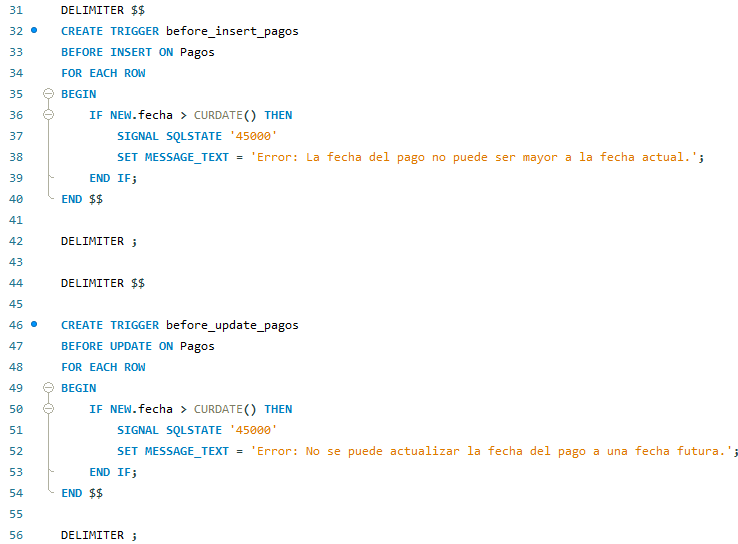 31 DELIMITER $$
32 CREATE TRIGGER before_insert_pagos
33 BEFORE INSERT ON Pagos
34 FOR EACH ROW
35 BEGIN
36     IF NEW.fecha > CURDATE() THEN
37         SIGNAL SQLSTATE '45000'
38         SET MESSAGE_TEXT = 'Error: La fecha del pago no puede ser mayor a la fecha actual.';
39     END IF;
40 END $$
41
42 DELIMITER ;
43
44 DELIMITER $$
45
46 CREATE TRIGGER before_update_pagos
47 BEFORE UPDATE ON Pagos
48 FOR EACH ROW
49 BEGIN
50     IF NEW.fecha > CURDATE() THEN
51         SIGNAL SQLSTATE '45000'
52         SET MESSAGE_TEXT = 'Error: No se puede actualizar la fecha del pago a una fecha futura.';
53     END IF;
54 END $$
55
56 DELIMITER ;